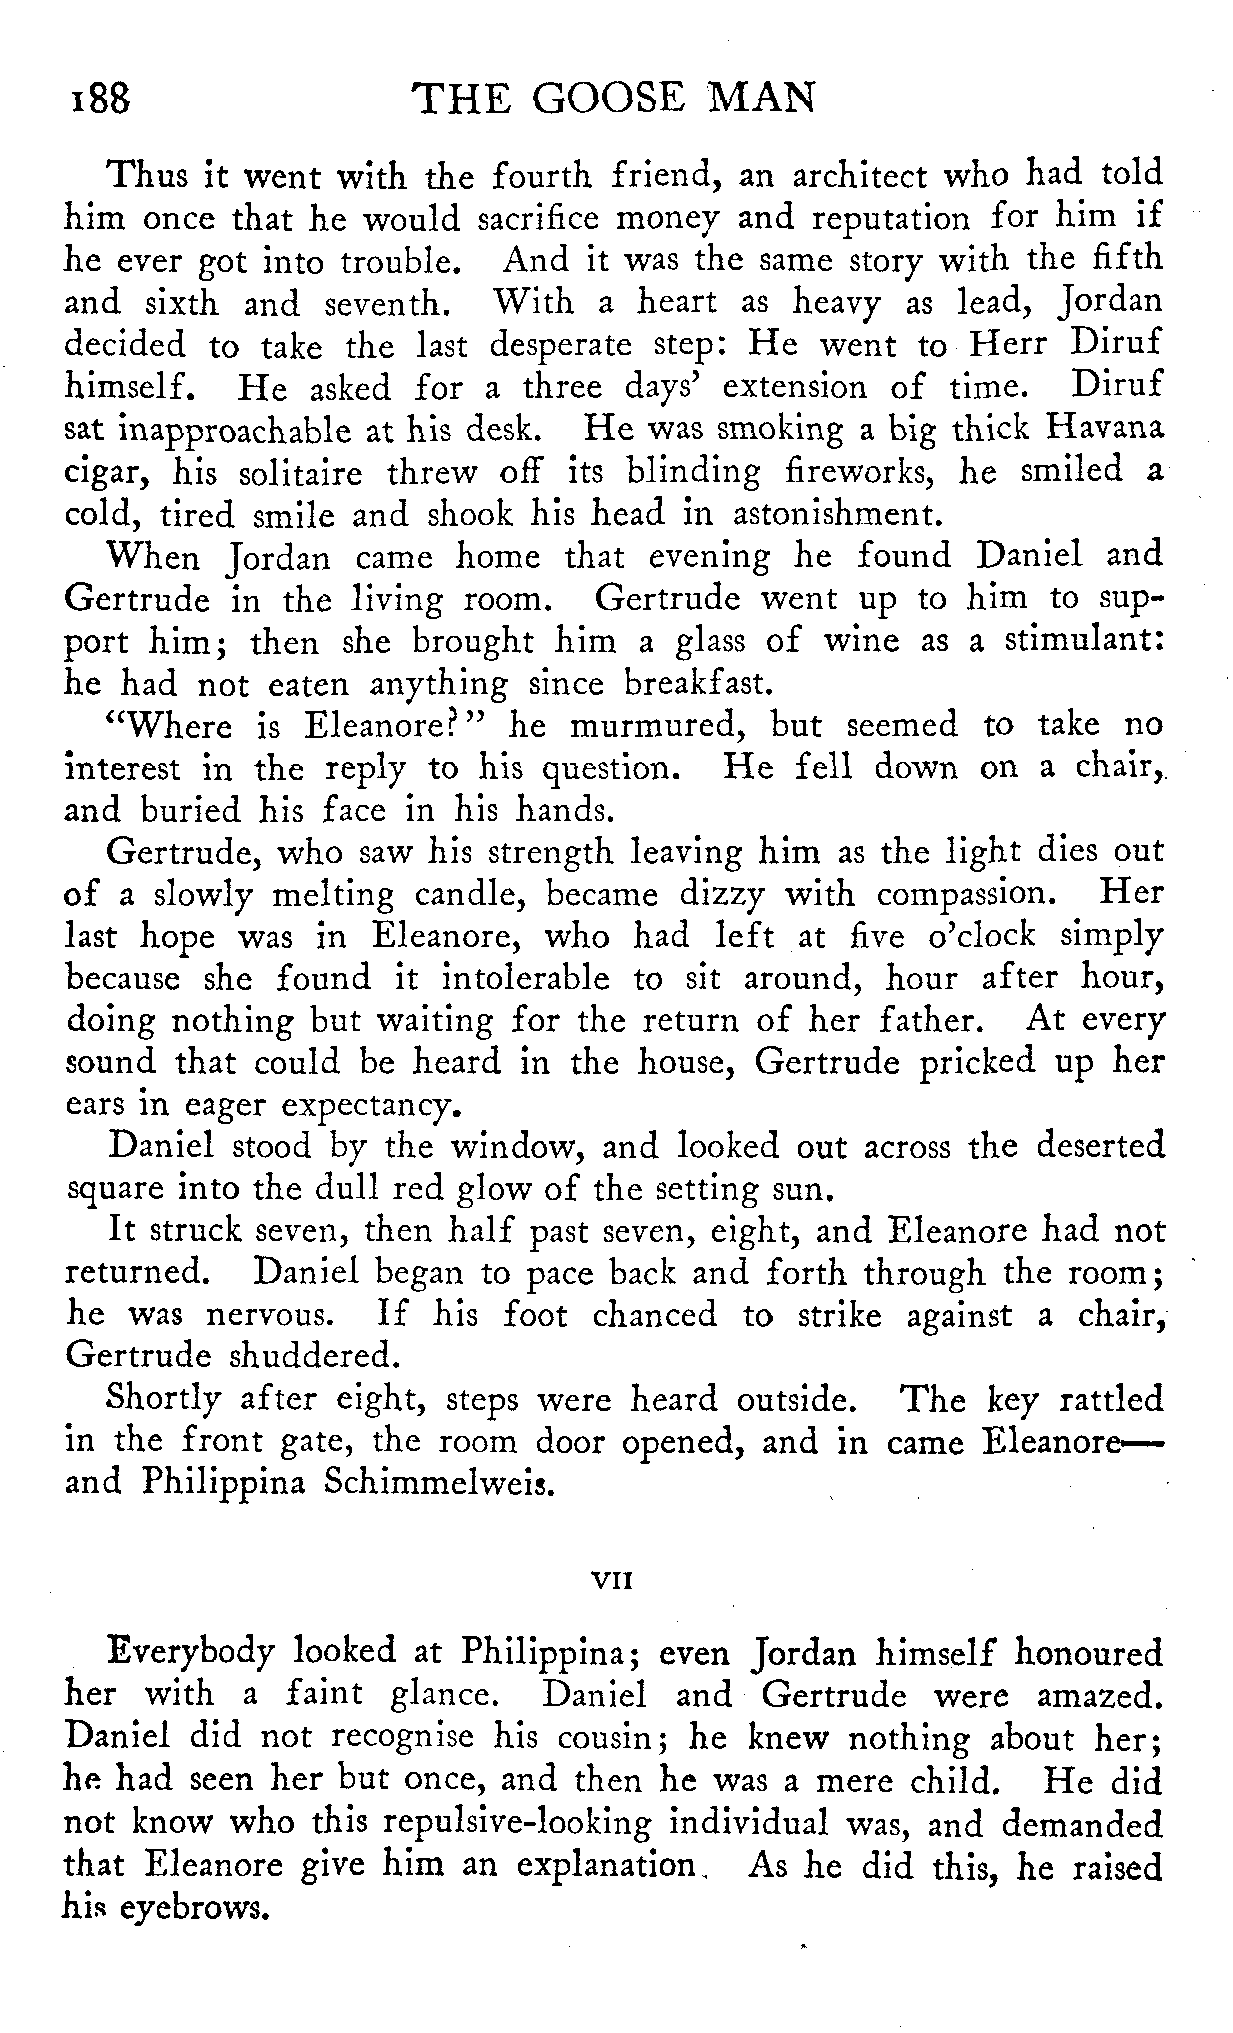 188 THE GOOSE MAN
Thus it went with the fourth friend, an architect who had told
him once that he would sacrifice money and reputation for him if
he ever got into trouble. And it was the same story with the fifth
and sixth and seventh. With a heart as heavy as lead, Jordan
decided to take the last desperate step: He went to Herr Diruf
himself. He asked for a three days’ extension of time. Diruf
sat inapproachable at his desk. He was smoking a big thick Havana
cigar, his solitaire threw off its blinding fireworks, he smiled a
cold, tired smile and shook his head in astonishment.
When Jordan came home that evening he found Daniel and
Gertrude in the living room. Gertrude went up to him to sup-
port him; then she brought him a glass of wine as a stimulant:
he had not eaten anything since breakfast.
“Where is Eleanore?” he murmured, but seemed to take no
interest in the reply to his question. He fell down on a chair,
and buried his face in his hands.
Gertrude, who saw his strength leaving him as the light dies out
of a slowly melting candle, became dizzy with compassion. Her
last hope was in Eleanore, who had left at five o’clock simply
because she found it intolerable to sit around, hour after hour,
doing nothing but waiting for the return of her father. At every
sound that could be heard in the house, Gertrude pricked up her
ears in eager expectancy.
Daniel stood by the window, and looked out across the deserted
square into the dull red glow of the setting sun.
It struck seven, then half past seven, eight, and Eleanore had not
returned. Daniel began to pace back and forth through the room;
he was nervous. If his foot chanced to strike against a chair,
Gertrude shuddered.
Shortly after eight, steps were heard outside. The key rattled
in the front gate, the room door opened, and in came Eleanore—
and Philippina Schimmelweis.
VII
Everybody looked at Philippina; even Jordan himself honoured
her with a faint glance. Daniel and Gertrude were amazed.
Daniel did not recognise his cousin; he knew nothing about her;
he had seen her but once, and then he was a mere child. He did
not know who this repulsive-looking individual was, and demanded
that Eleanore give him an explanation. As he did this, he raised
his eyebrows.